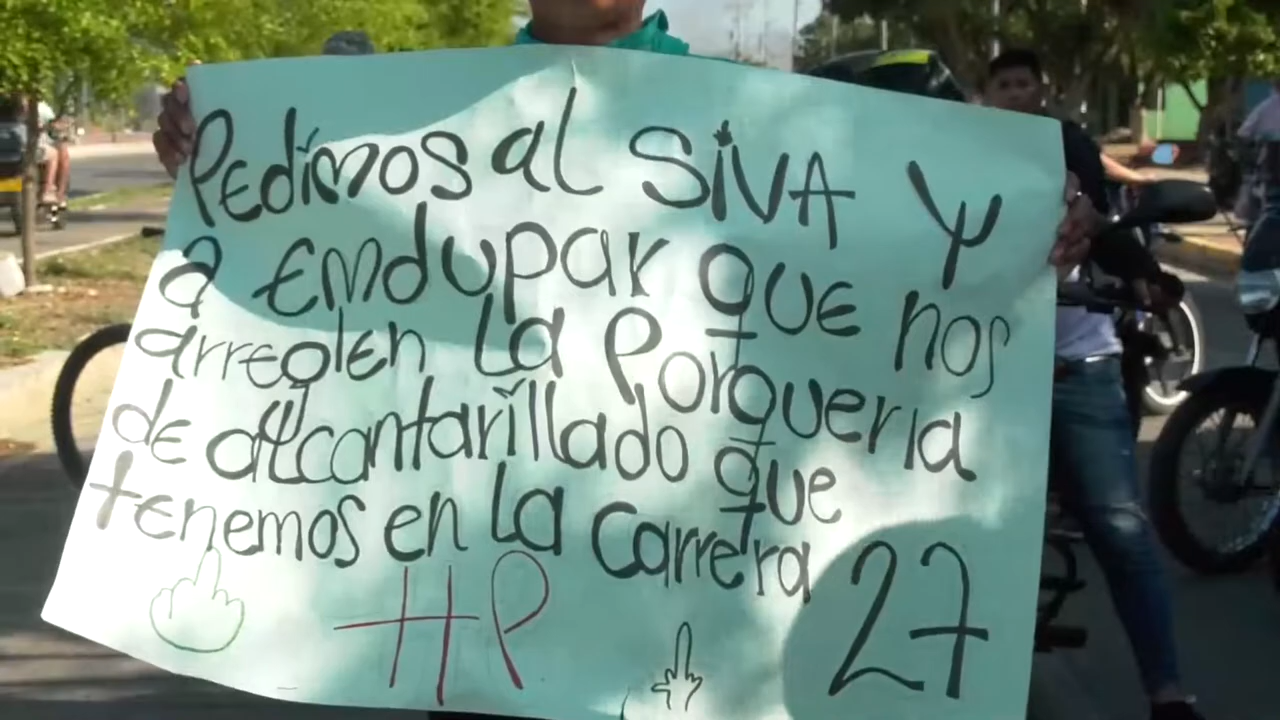 Pedimos al SiVA Y
a Emdupar que nos
arreglen la Porqueria
de alcantarillado que
tenemos en la Carrera 27
HP